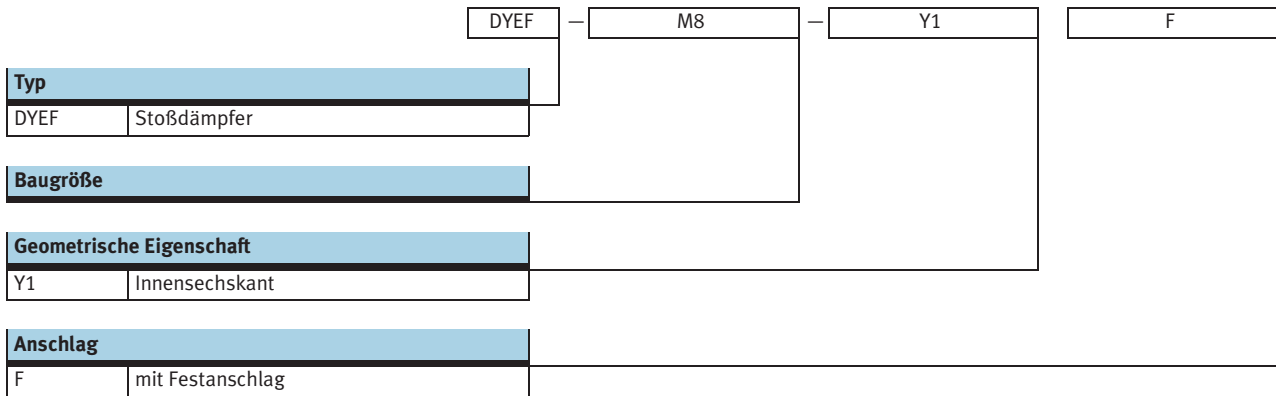 DYEF — M8 — Y1 F
Typ
DYEF Stoßdämpfer
Baugröße
Geometrische Eigenschaft
Y1 Innensechskant
Anschlag
F mit Festanschlag